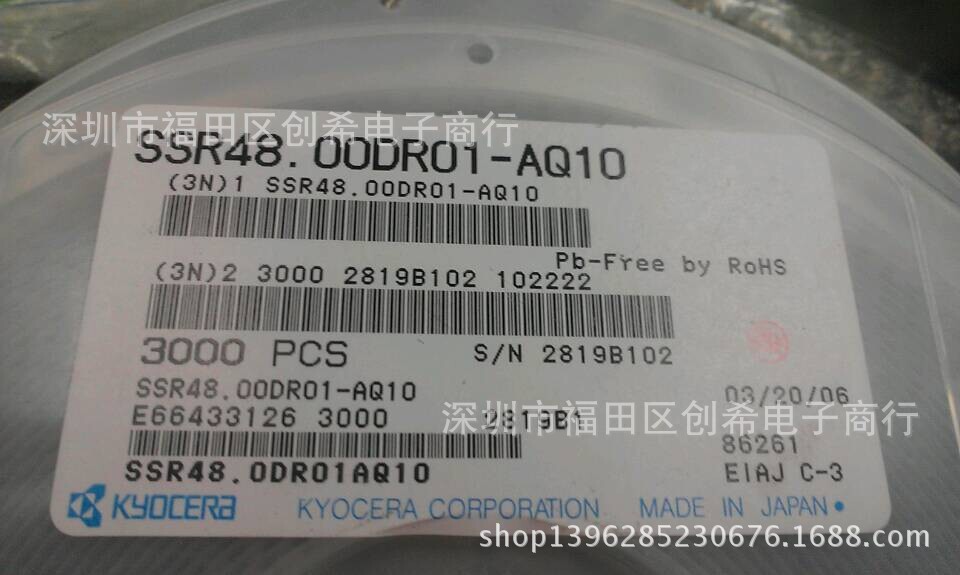 深圳市福田区创希电子商行
SSR48.00DR01-AQ10
(3N)1 SSR48.00DR01-AQ10
Pb-Free by RoHS
(3N)2 3000 2819B102 102222
3000 PCS S/N 2819B102
SSR48.00DR01-AQ10 03/20/06
E66433126 3000 2819B1
深圳市福田区创希电子商行
86261
SSR48.0DR01AQ10 EIAJ C-3
KYOCERA KYOCERA CORPORATION MADE IN JAPAN
shop1396285230676.1688.com